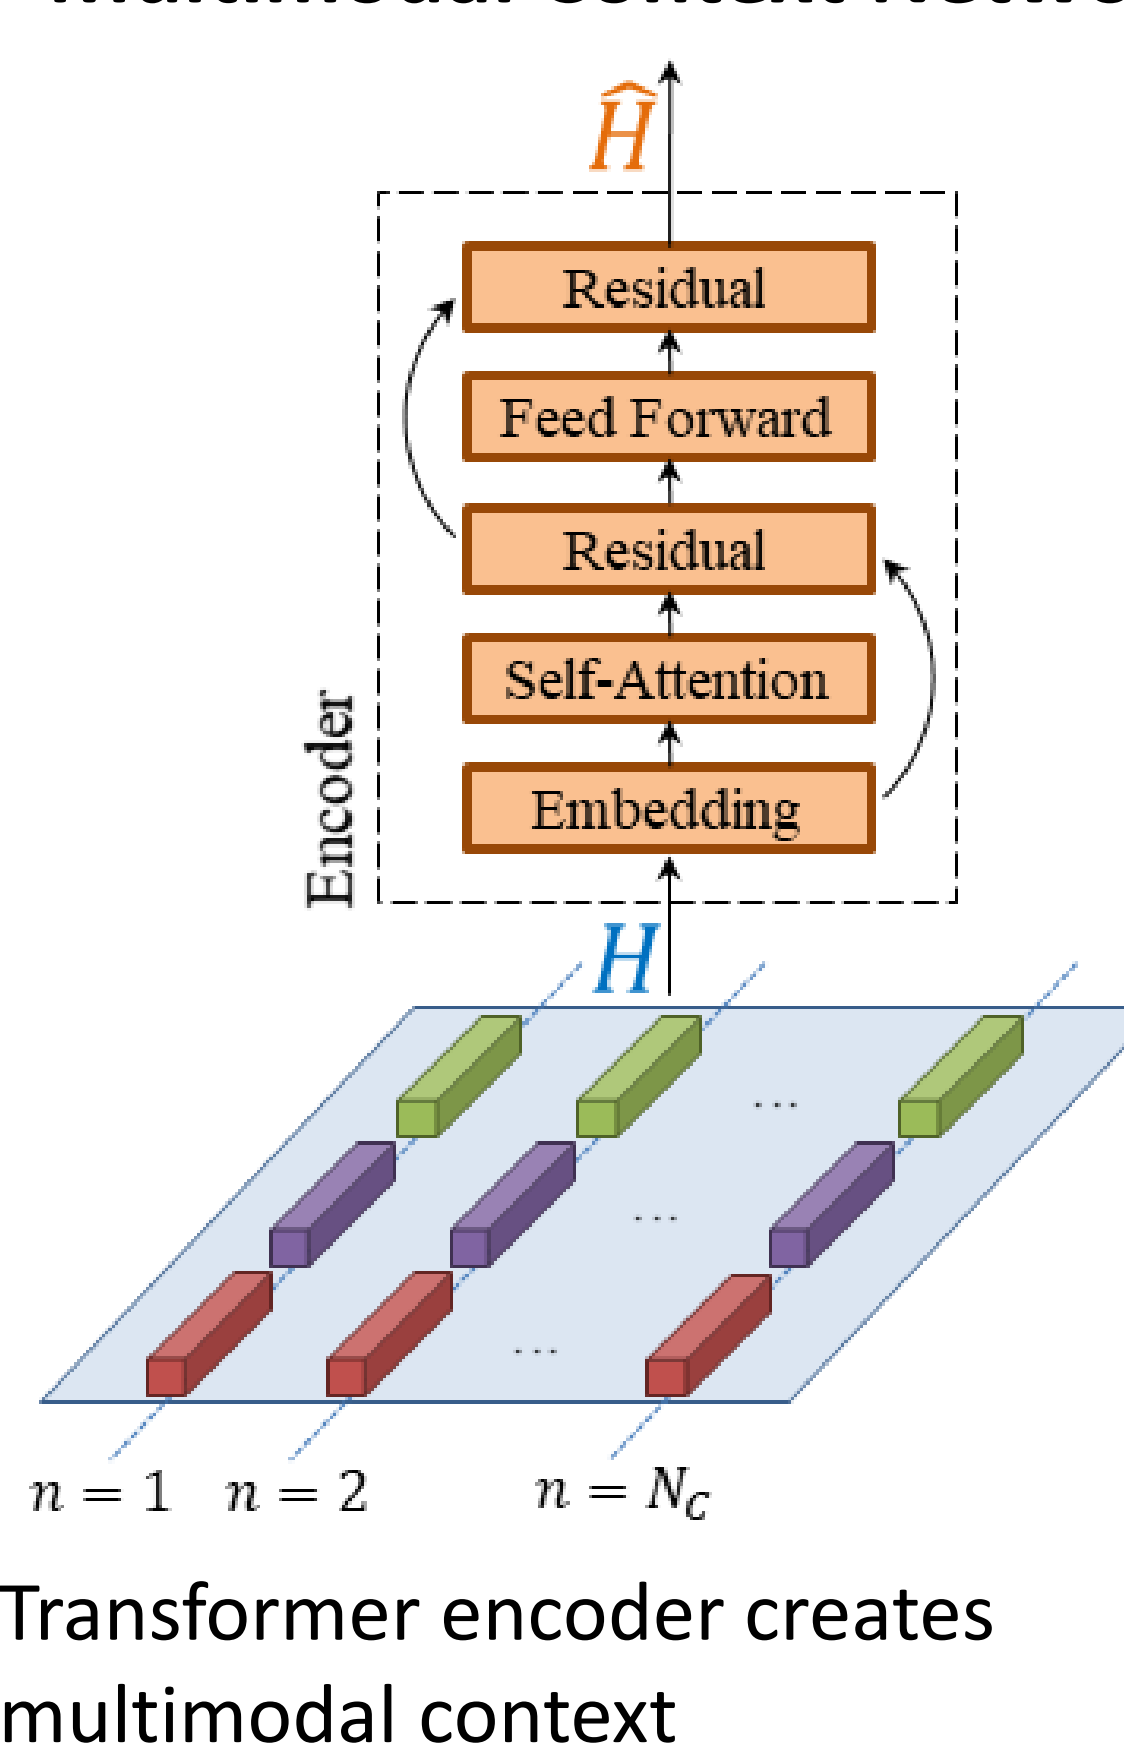 Ĥ
Residual
Feed Forward
Residual
Self-Attention
Embedding
Encoder
H
...
...
...
n = 1 n = 2 n = N_C
Transformer encoder creates
multimodal context